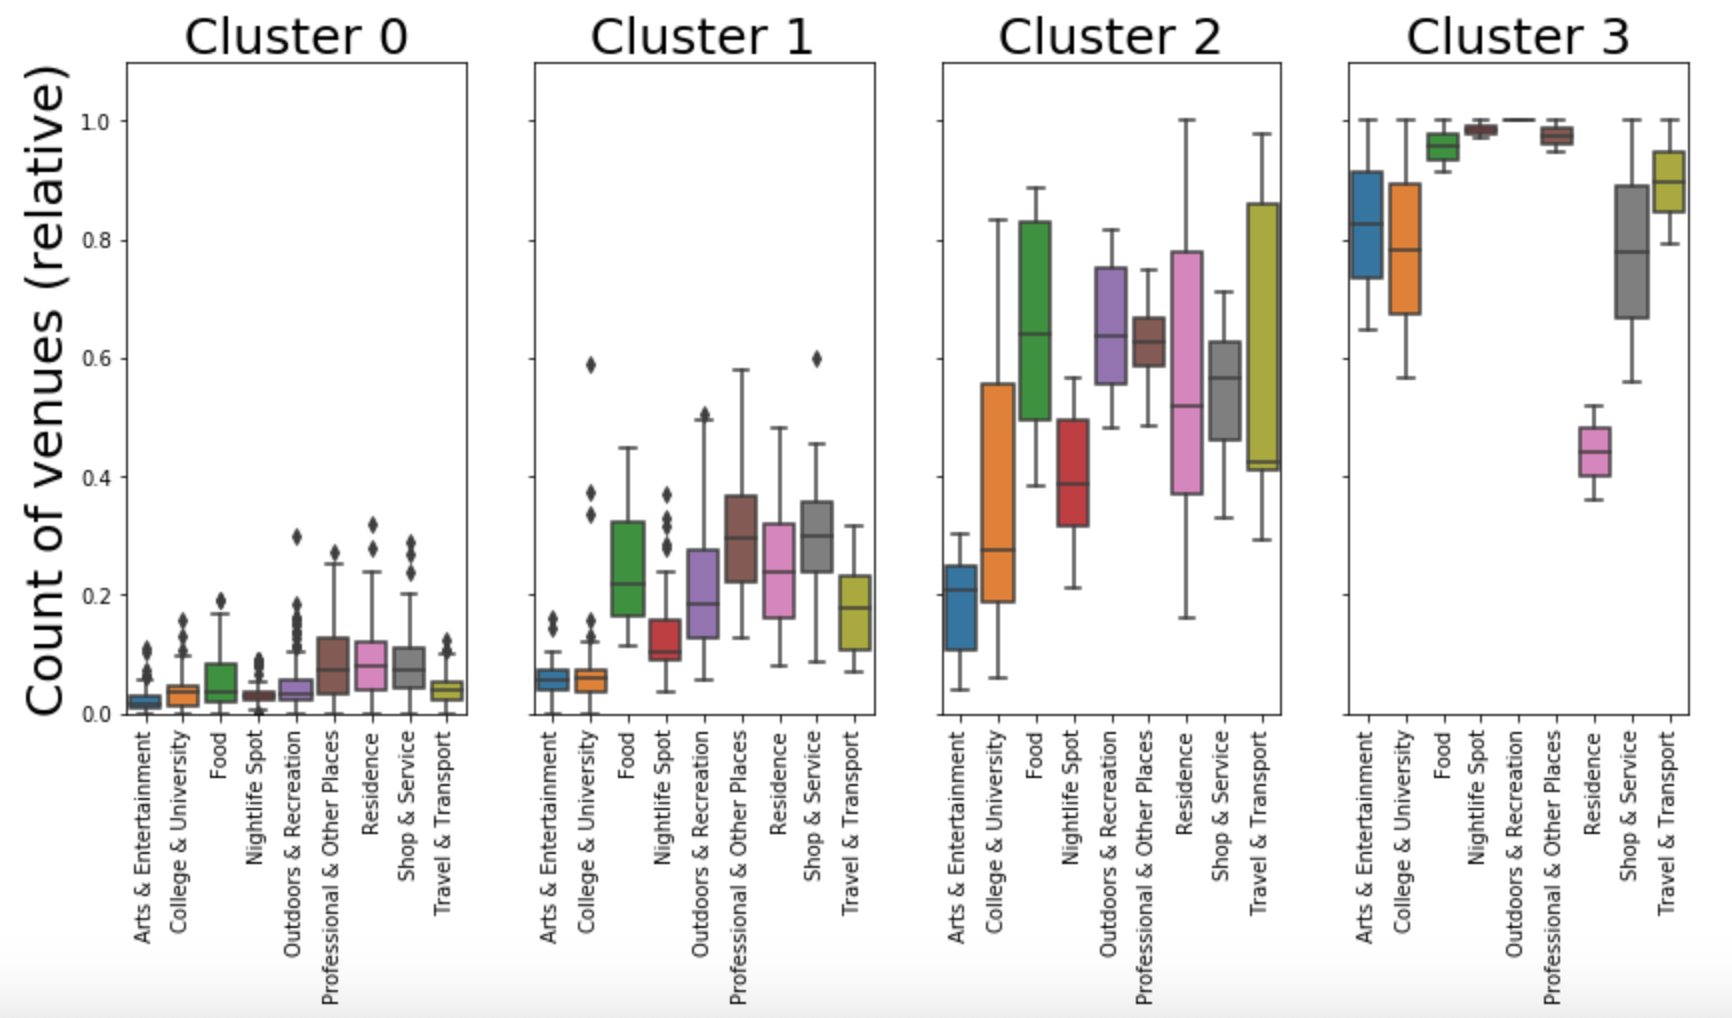 Cluster 0
Cluster 1
Cluster 2
Cluster 3
Count of venues (relative)
1.0
0.8
0.6
0.4
0.2
0.0
Arts & Entertainment
College & University
Food
Nightlife Spot
Outdoors & Recreation
Professional & Other Places
Residence
Shop & Service
Travel & Transport
Arts & Entertainment
College & University
Food
Nightlife Spot
Outdoors & Recreation
Professional & Other Places
Residence
Shop & Service
Travel & Transport
Arts & Entertainment
College & University
Food
Nightlife Spot
Outdoors & Recreation
Professional & Other Places
Residence
Shop & Service
Travel & Transport
Arts & Entertainment
College & University
Food
Nightlife Spot
Outdoors & Recreation
Professional & Other Places
Residence
Shop & Service
Travel & Transport